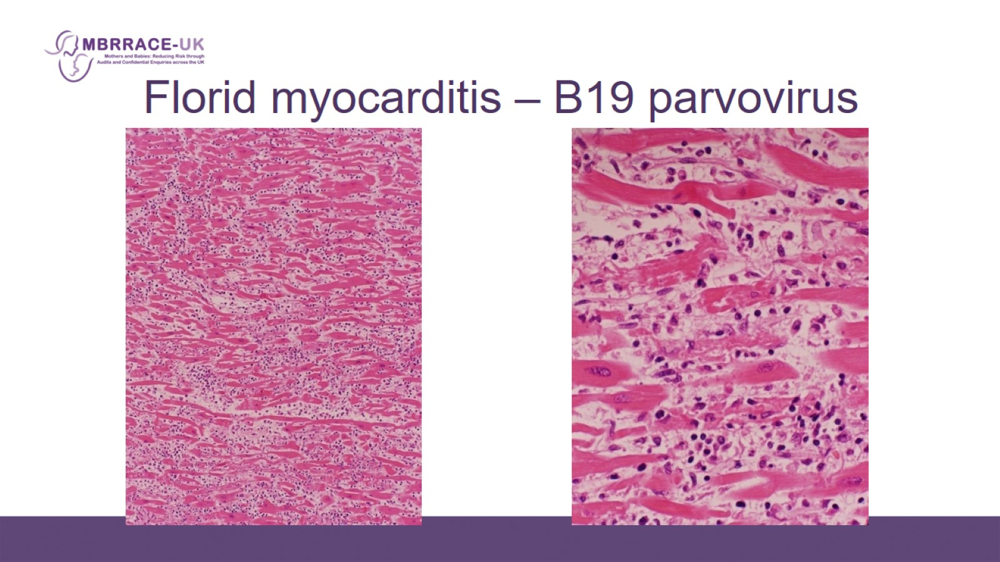 MBRRACE-UK
Mothers and Babies: Reducing Risk through
Audits and Confidential Enquiries across the UK
Florid myocarditis – B19 parvovirus